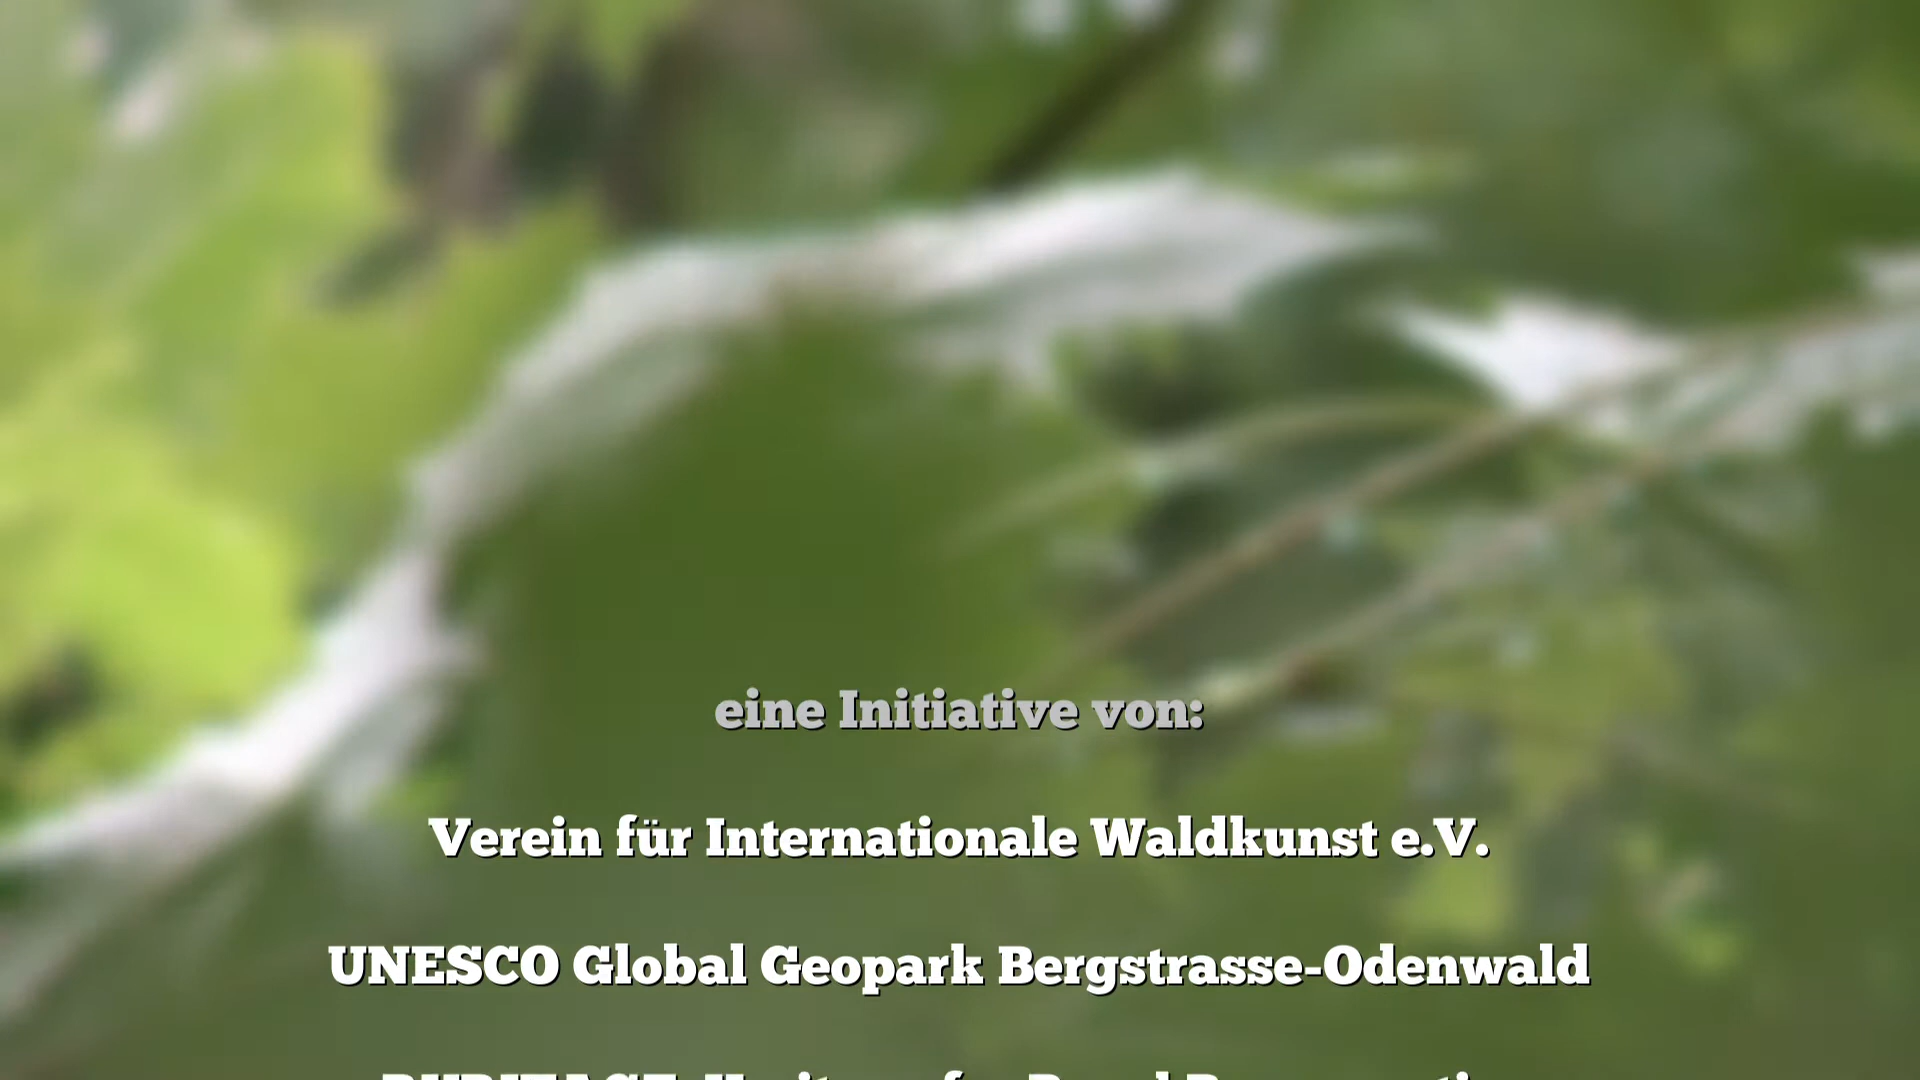 eine Initiative von:
Verein für Internationale Waldkunst e.V.
UNESCO Global Geopark Bergstrasse-Odenwald